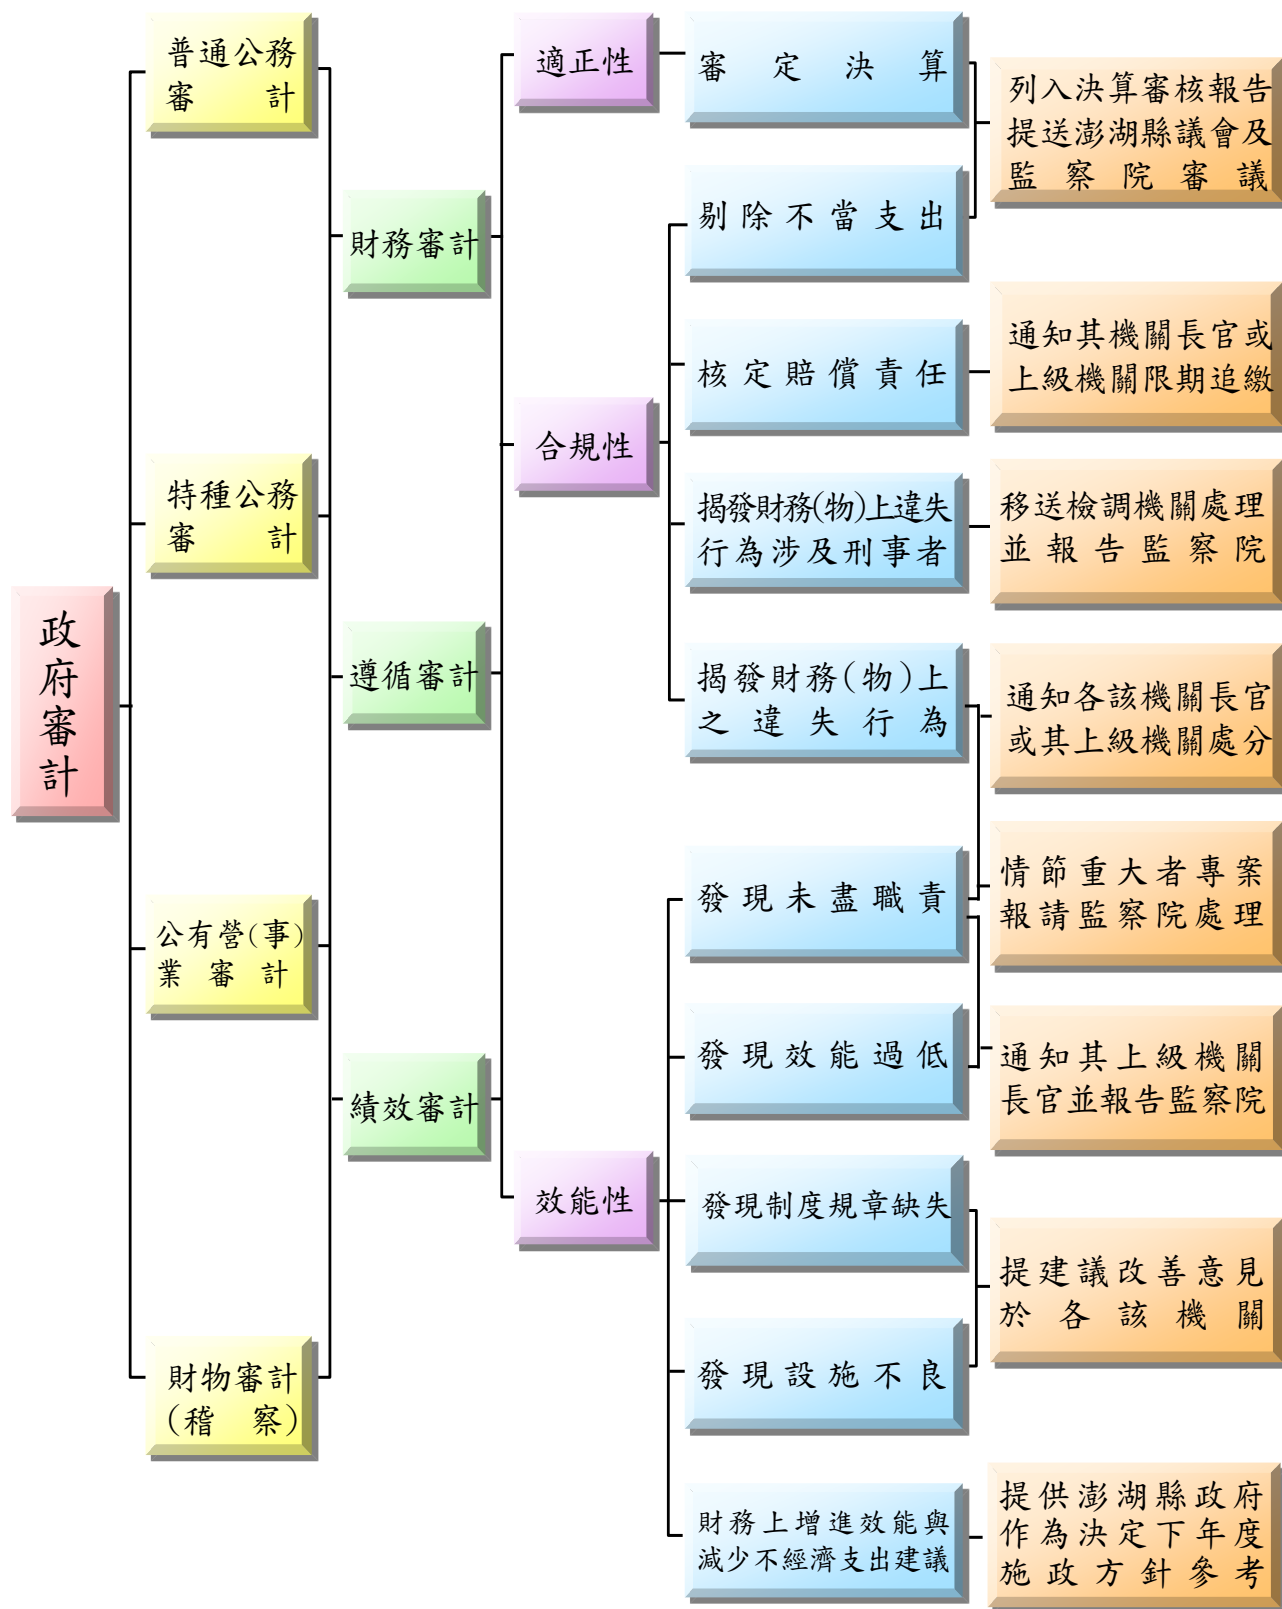 政府審計
普通公務
審計
特種公務
審計
公有營(事)
業審計
財物審計
(稽察)
財務審計
遵循審計
績效審計
適正性
合規性
效能性
審定決算
剔除不當支出
核定賠償責任
揭發財務(物)上違失
行為涉及刑事者
揭發財務(物)上
之違失行為
發現未盡職責
發現效能過低
發現制度規章缺失
發現設施不良
財務上增進效能與
減少不經濟支出建議
列入決算審核報告
提送澎湖縣議會及
監察院審議
通知其機關長官或
上級機關限期追繳
移送檢調機關處理
並報告監察院
通知各該機關長官
或其上級機關處分
情節重大者專案
報請監察院處理
通知其上級機關
長官並報告監察院
提建議改善意見
於各該機關
提供澎湖縣政府
作為決定下年度
施政方針參考